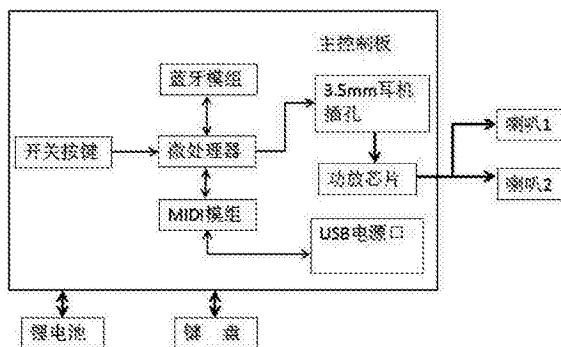 主控制板
蓝牙模组
3.5mm耳机
插孔
喇叭1
开关按键
微处理器
功放芯片
喇叭2
MIDI模组
USB电源口
锂电池
键 盘